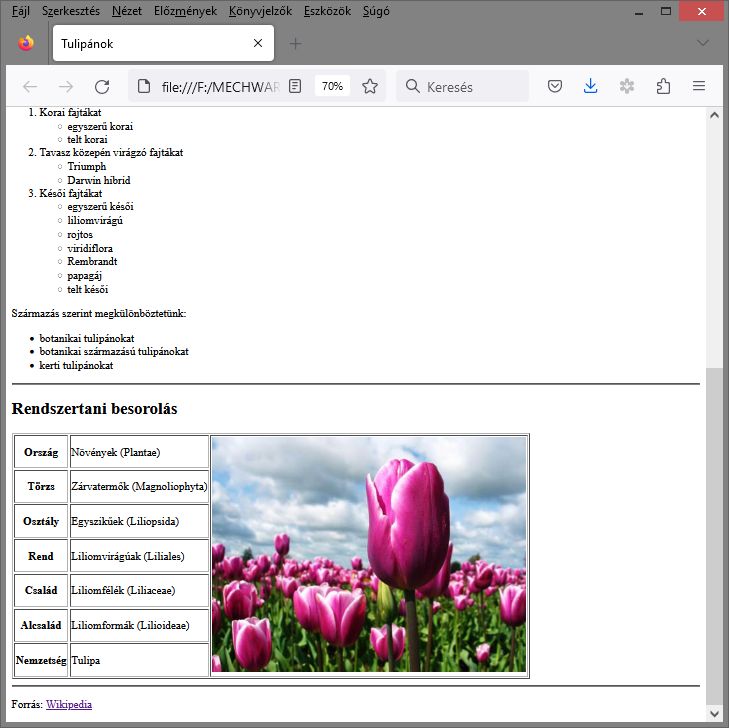 Fájl Szerkesztés Nézet Előzmények Könyvjelzők Eszközök Súgó
Tulipánok
file:///F:/MECHWAR 70% Keresés
1. Korai fajtákat
egyszerű korai
telt korai
2. Tavasz közepén virágzó fajtákat
Triumph
Darwin hibrid
3. Késői fajtákat
egyszerű késői
liliomvirágú
rojtos
viridiflora
Rembrandt
papagáj
telt késői
Származás szerint megkülönböztetünk:
botanikai tulipánokat
botanikai származású tulipánokat
kerti tulipánokat
Rendszertani besorolás
Ország Növények (Plantae)
Törzs Zárvatermők (Magnoliophyta)
Osztály Egyszikűek (Liliopsida)
Rend Liliomvirágúak (Liliales)
Család Liliomfélék (Liliaceae)
Alcsalád Liliomformák (Lilioideae)
Nemzetség Tulipa
Forrás: Wikipedia